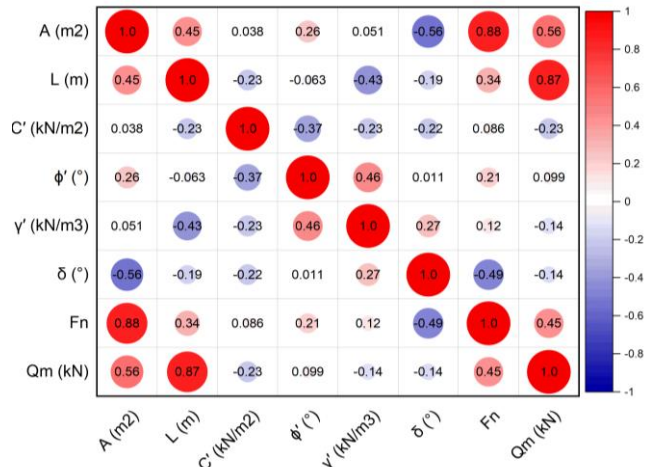 A (m2) 1.0 0.45 0.038 0.26 0.051 -0.56 0.88 0.56
L (m) 0.45 1.0 -0.23 -0.063 -0.43 -0.19 0.34 0.87
C′ (kN/m2) 0.038 -0.23 1.0 -0.37 -0.23 -0.22 0.086 -0.23
ϕ′ (°) 0.26 -0.063 -0.37 1.0 0.46 0.011 0.21 0.099
γ′ (kN/m3) 0.051 -0.43 -0.23 0.46 1.0 0.27 0.12 -0.14
δ (°) -0.56 -0.19 -0.22 0.011 0.27 1.0 -0.49 -0.14
Fn 0.88 0.34 0.086 0.21 0.12 -0.49 1.0 0.45
Qm (kN) 0.56 0.87 -0.23 0.099 -0.14 -0.14 0.45 1.0
A (m2) L (m) C′ (kN/m2) ϕ′ (°) γ′ (kN/m3) δ (°) Fn Qm (kN)
1
0.8
0.6
0.4
0.2
0
-0.2
-0.4
-0.6
-0.8
-1